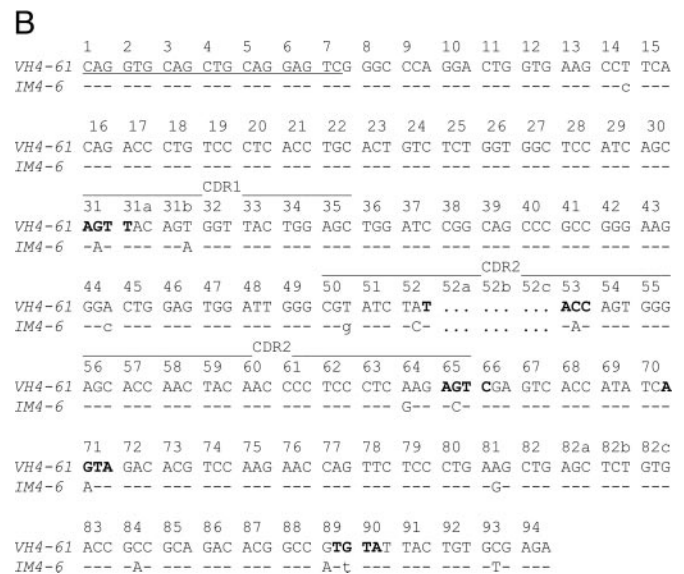 B
1 2 3 4 5 6 7 8 9 10 11 12 13 14 15
VH4-61 CAG GTG CAG CTG CAG GAG TCG GGC CCA GGA CTG GTG AAG CCT TCA
IM4-6 --- --- --- --- --- --- --- --- --- --- --- --- --- --c ---
16 17 18 19 20 21 22 23 24 25 26 27 28 29 30
VH4-61 CAG ACC CTG TCC CTC ACC TGC ACT GTC TCT GGT GGC TCC ATC AGC
IM4-6 --- --- --- --- --- --- --- --- --- --- --- --- --- --- ---
CDR1
31 31a 31b 32 33 34 35 36 37 38 39 40 41 42 43
VH4-61 AGT TAC AGT GGT TAC TGG AGC TGG ATC CGG CAG CCC GCC GGG AAG
IM4-6 -A- --- -A- --- --- --- --- --- --- --- --- --- --- --- ---
CDR2
44 45 46 47 48 49 50 51 52 52a 52b 52c 53 54 55
VH4-61 GGA CTG GAG TGG ATT GGG CGT ATC TAT ... ... ... ACC AGT GGG
IM4-6 --c --- --- --- --- --- --g --- -C- ... ... ... -A- --- ---
CDR2
56 57 58 59 60 61 62 63 64 65 66 67 68 69 70
VH4-61 AGC ACC AAC TAC AAC CCC TCC CTC AAG AGT CGA GTC ACC ATA TCA
IM4-6 --- --- --- --- --- --- --- --- G-- -C- --- --- --- --- ---
71 72 73 74 75 76 77 78 79 80 81 82 82a 82b 82c
VH4-61 GTA GAC ACG TCC AAG AAC CAG TTC TCC CTG AAG CTG AGC TCT GTG
IM4-6 A-- --- --- --- --- --- --- --- --- --- -G- --- --- --- ---
83 84 85 86 87 88 89 90 91 92 93 94
VH4-61 ACC GCC GCA GAC ACG GCC GTG TAT TAC TGT GCG AGA
IM4-6 --- -A- --- --- --- --- A-t --- --- --- -T- ---